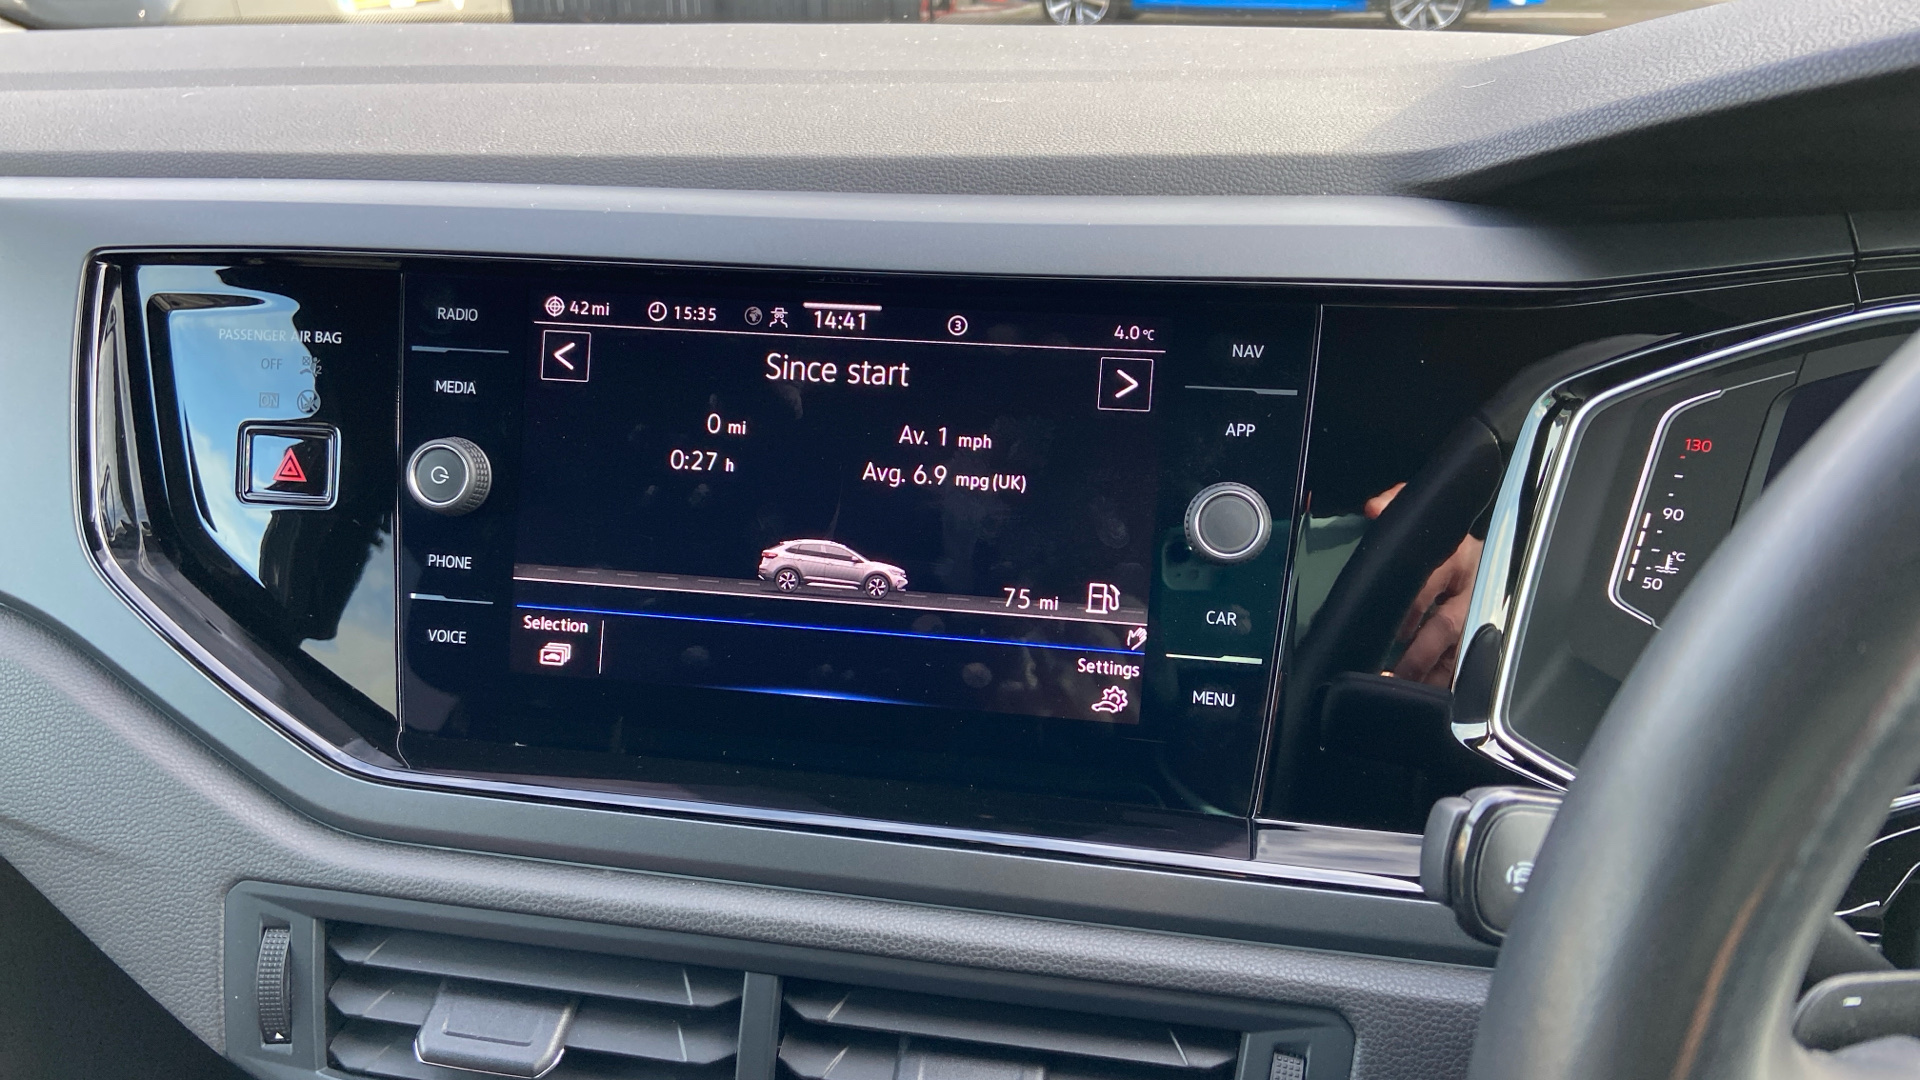 PASSENGER AIR BAG
OFF
ON
RADIO
MEDIA
PHONE
VOICE
42 mi 15:35 14:41 3 4.0 °C
< Since start >
0 mi Av. 1 mph
0:27 h Avg. 6.9 mpg (UK)
75 mi
Selection
Settings
NAV
APP
CAR
MENU
130
90
°C
50